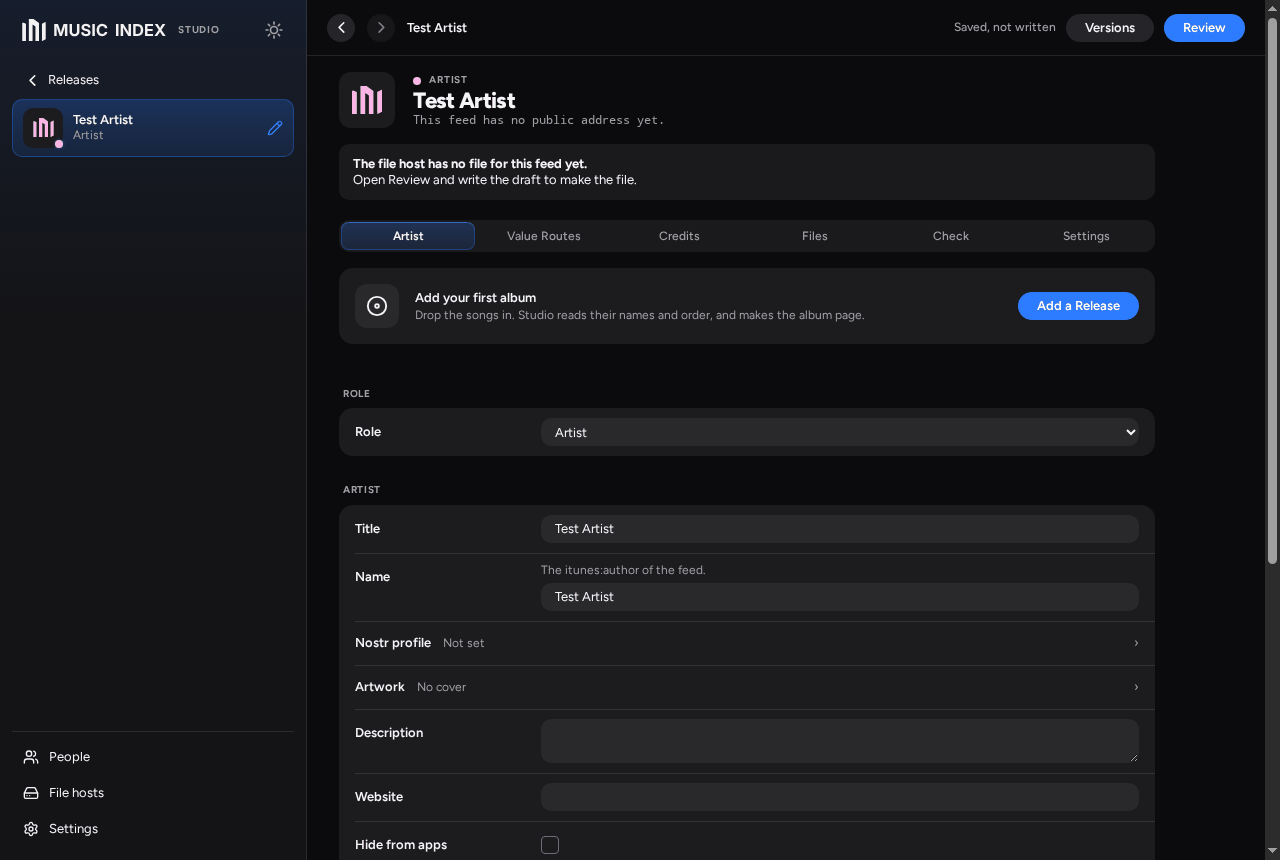 MUSIC INDEX STUDIO
Releases
Test Artist
Artist
People
File hosts
Settings
Test Artist
Saved, not written
Versions
Review
ARTIST
Test Artist
This feed has no public address yet.
The file host has no file for this feed yet.
Open Review and write the draft to make the file.
Artist
Value Routes
Credits
Files
Check
Settings
Add your first album
Drop the songs in. Studio reads their names and order, and makes the album page.
Add a Release
ROLE
Role
Artist
ARTIST
Title
Test Artist
Name
The itunes:author of the feed.
Test Artist
Nostr profile
Not set
Artwork
No cover
Description
Website
Hide from apps